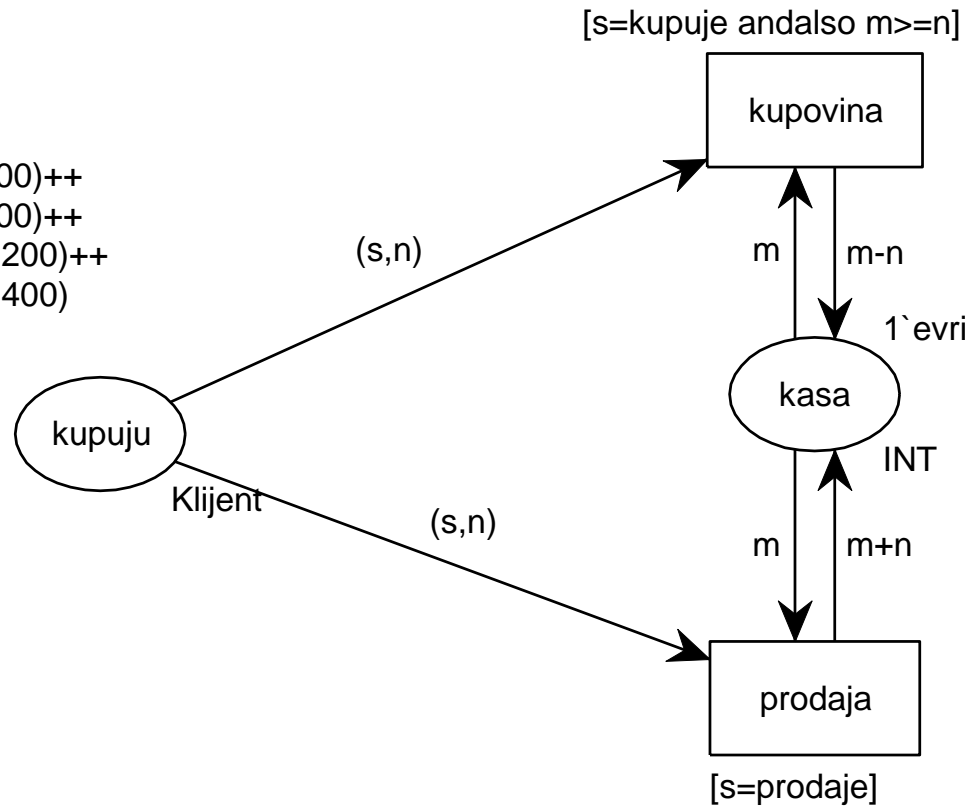 [s=kupuje andalso m>=n]
kupovina
00)++
00)++
200)++
400)
(s,n)
m
m-n
1`evri
kasa
kupuju
INT
Klijent
(s,n)
m
m+n
prodaja
[s=prodaje]